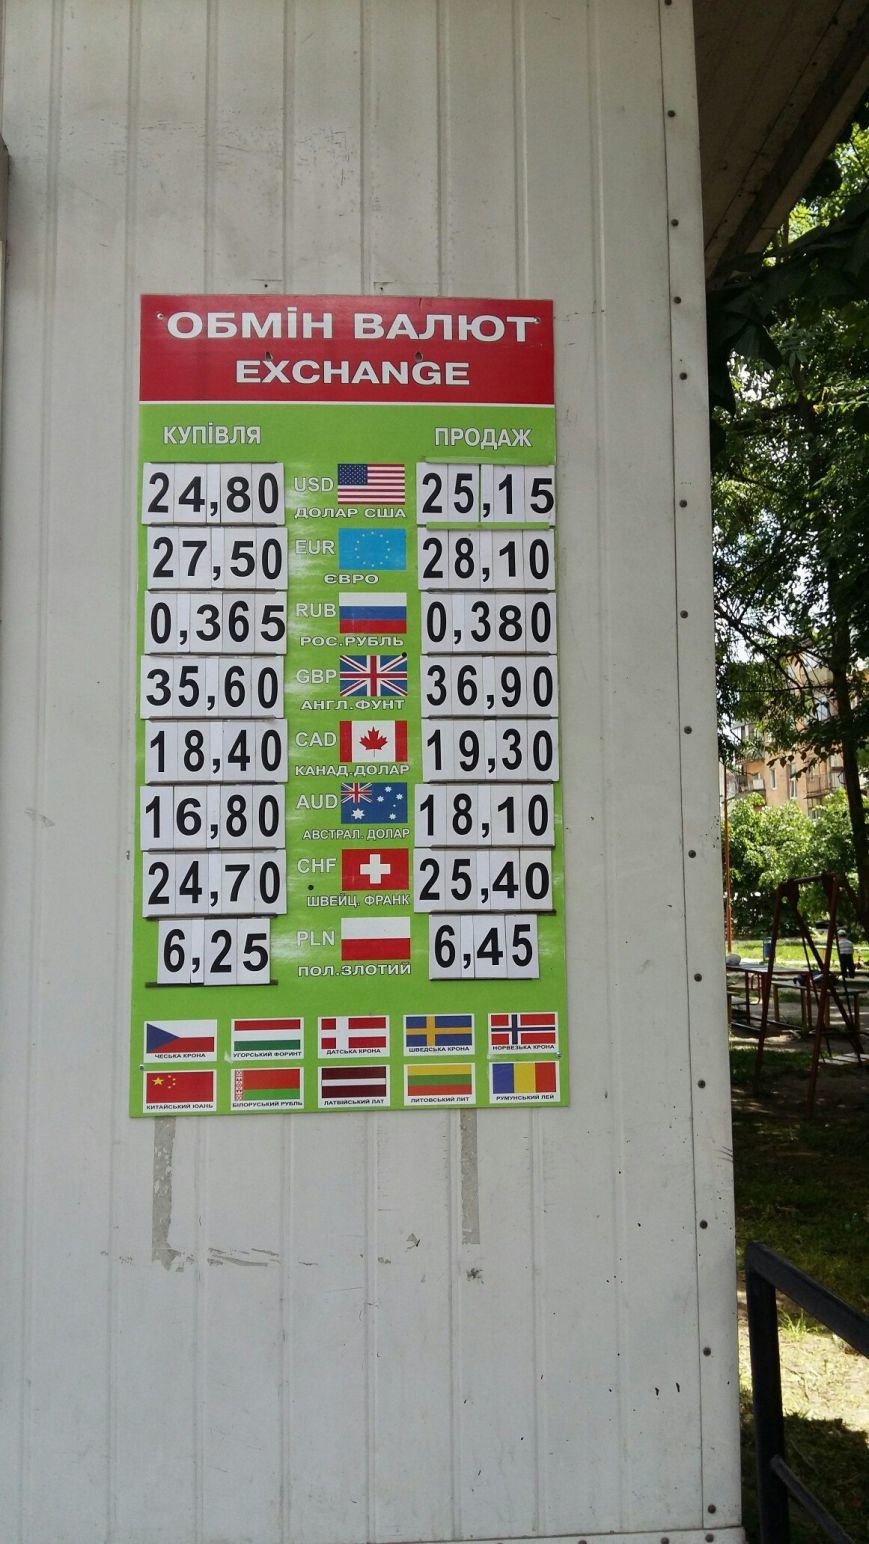 ОБМіН ВАЛЮТ
EXCHANGE
КУПіВЛЯ ПРОДАЖ
24,80 USD 25,15
ДОЛАР США
27,50 EUR 28,10
ЄВРО
0,365 RUB 0,380
РОС.РУБЛЬ
35,60 GBP 36,90
АНГЛ.ФУНТ
18,40 CAD 19,30
КАНАД.ДОЛАР
16,80 AUD 18,10
АВСТРАЛ. ДОЛАР
24,70 CHF 25,40
ШВЕЙЦ. ФРАНК
6,25 PLN 6,45
ПОЛ.ЗЛОТИЙ
ЧЕСЬКА КРОНА УГОРСЬКИЙ ФОРИНТ ДАТСЬКА КРОНА ШВЕДСЬКА КРОНА НОРВЕЗЬКА КРОНА
КИТАЙСЬКИЙ ЮАНЬ БІЛОРУСЬКИЙ РУБЛЬ ЛАТВІЙСЬКИЙ ЛАТ ЛИТОВСЬКИЙ ЛИТ РУМУНСЬКИЙ ЛЕЙ